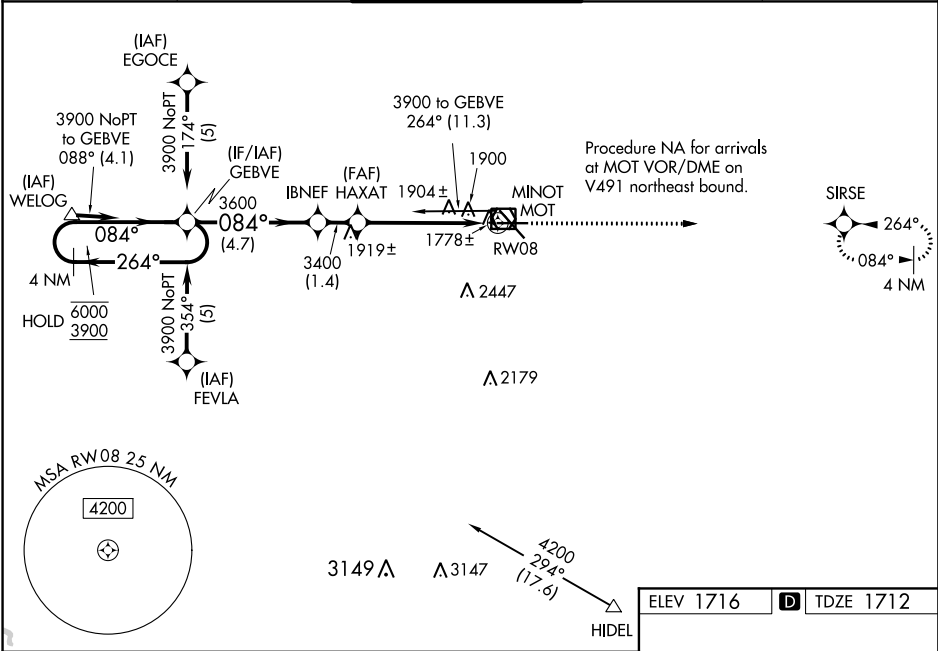 (IAF)
EGOCE
3900 NoPT
174°
(5)
3900 NoPT
to GEBVE
088° (4.1)
(IAF)
WELOG
(IF/IAF)
GEBVE
3600
084°
(4.7)
084°
264°
4 NM
HOLD
6000
3900
3900 NoPT
354°
(5)
(IAF)
FEVLA
IBNEF
(FAF)
HAXAT
3400
(1.4)
1919±
3900 to GEBVE
264° (11.3)
1900
1904±
1778±
MINOT
MOT
RW08
Procedure NA for arrivals
at MOT VOR/DME on
V491 northeast bound.
SIRSE
264°
084°
4 NM
2447
2179
MSA RW08 25 NM
4200
3149
3147
4200
294°
(17.6)
HIDEL
ELEV 1716 D TDZE 1712